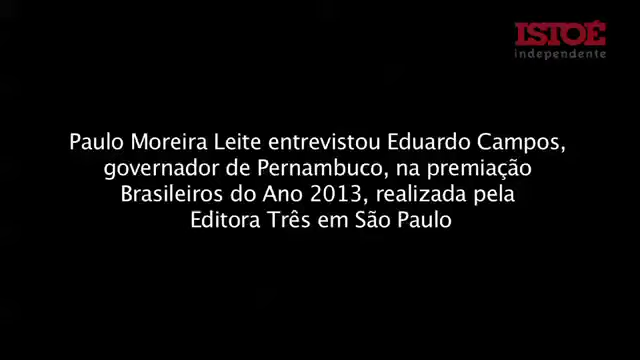 ISTOÉ
independente
Paulo Moreira Leite entrevistou Eduardo Campos,
governador de Pernambuco, na premiação
Brasileiros do Ano 2013, realizada pela
Editora Três em São Paulo